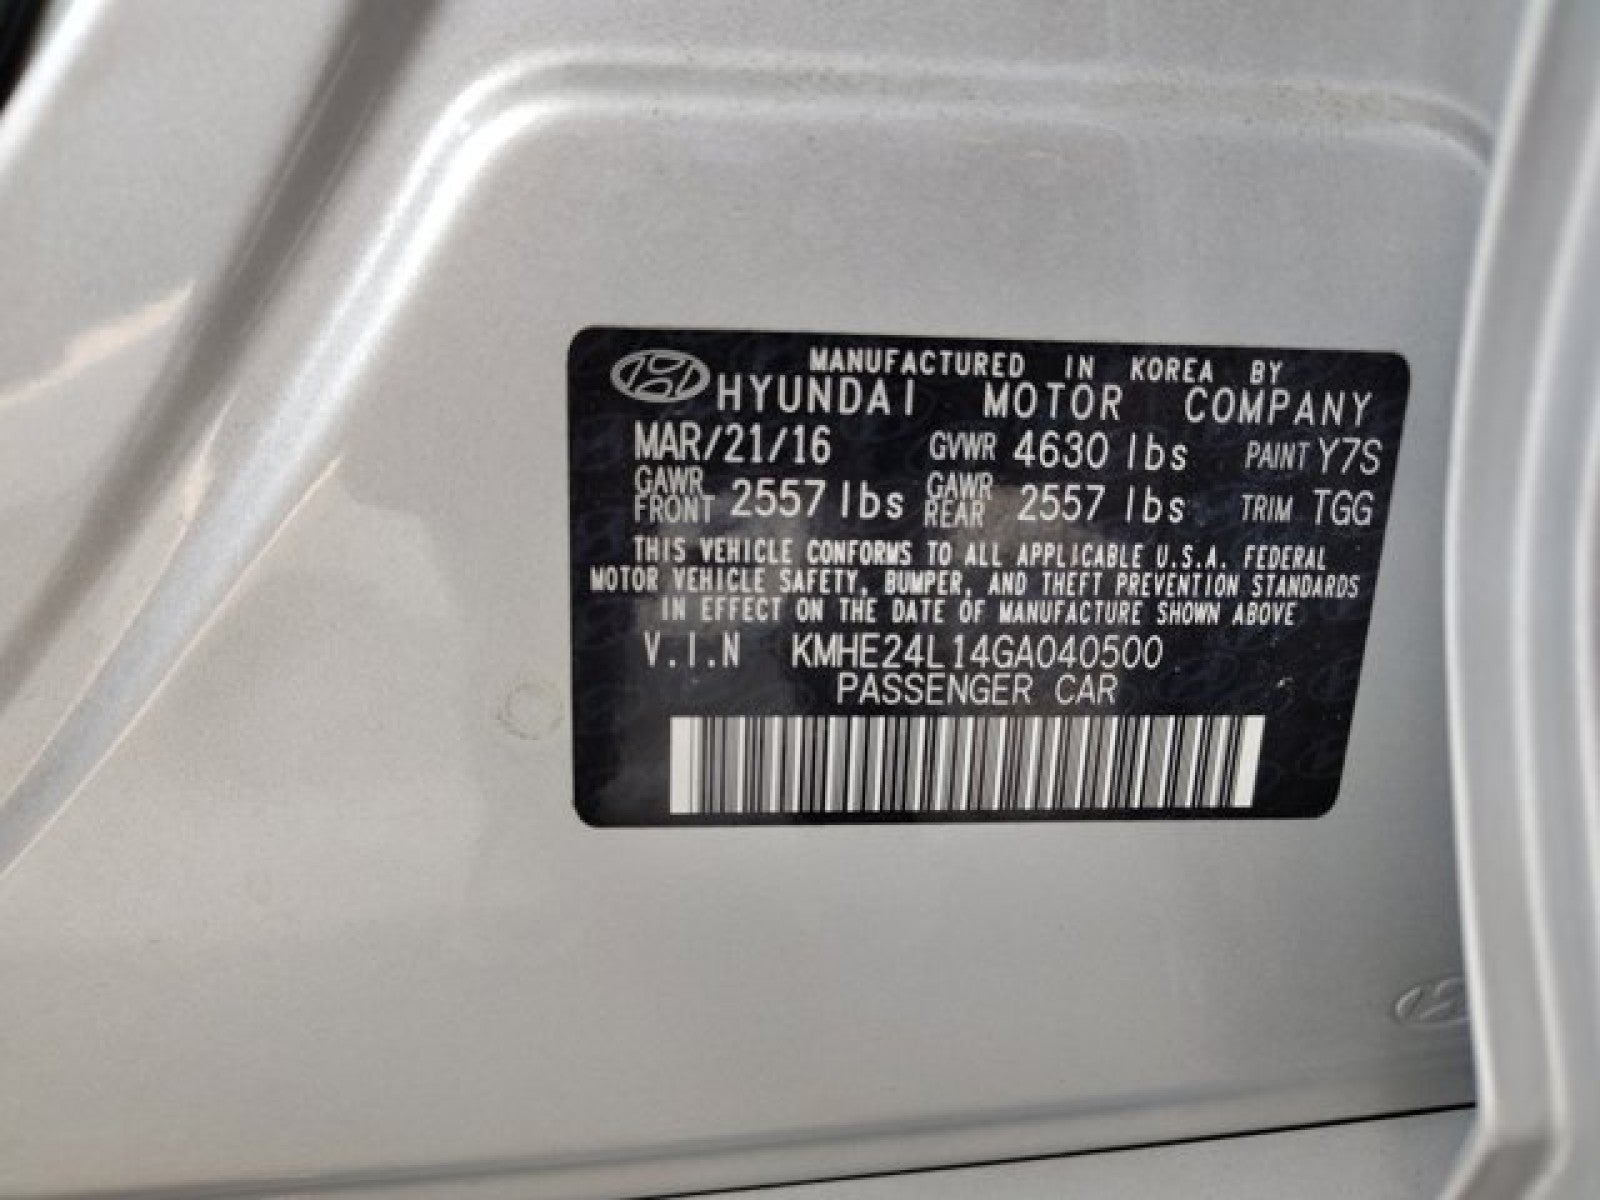 MANUFACTURED IN KOREA BY
HYUNDAI MOTOR COMPANY
MAR/21/16 GVWR 4630 lbs PAINT Y7S
GAWR FRONT 2557 lbs GAWR REAR 2557 lbs TRIM TGG
THIS VEHICLE CONFORMS TO ALL APPLICABLE U.S.A. FEDERAL
MOTOR VEHICLE SAFETY, BUMPER, AND THEFT PREVENTION STANDARDS
IN EFFECT ON THE DATE OF MANUFACTURE SHOWN ABOVE
V.I.N KMHE24L14GA040500
PASSENGER CAR